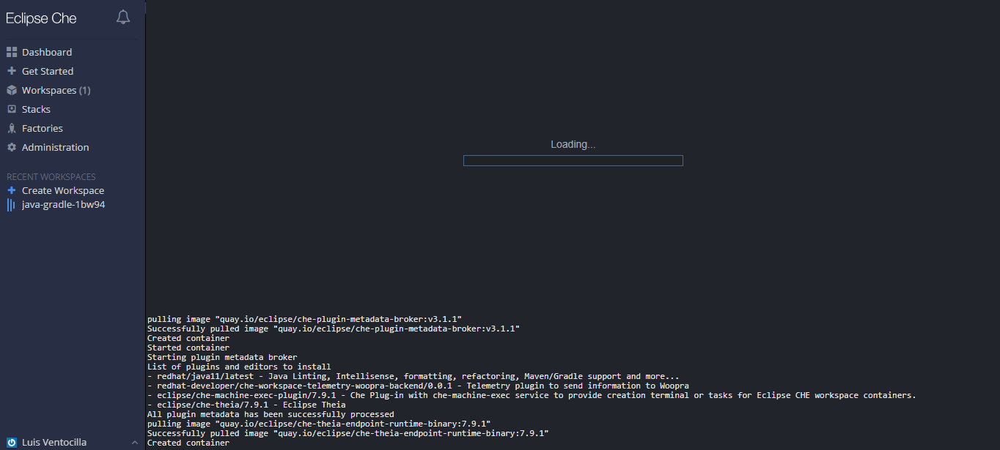 Eclipse Che
Dashboard
Get Started
Workspaces (1)
Stacks
Factories
Administration
RECENT WORKSPACES
Create Workspace
java-gradle-1bw94
Luis Ventocilla
Loading...
pulling image "quay.io/eclipse/che-plugin-metadata-broker:v3.1.1"
Successfully pulled image "quay.io/eclipse/che-plugin-metadata-broker:v3.1.1"
Created container
Started container
Starting plugin metadata broker
List of plugins and editors to install
- redhat/java11/latest - Java Linting, Intellisense, formatting, refactoring, Maven/Gradle support and more...
- redhat-developer/che-workspace-telemetry-woopra-backend/0.0.1 - Telemetry plugin to send information to Woopra
- eclipse/che-machine-exec-plugin/7.9.1 - Che Plug-in with che-machine-exec service to provide creation terminal or tasks for Eclipse CHE workspace containers.
- eclipse/che-theia/7.9.1 - Eclipse Theia
All plugin metadata has been successfully processed
pulling image "quay.io/eclipse/che-theia-endpoint-runtime-binary:7.9.1"
Successfully pulled image "quay.io/eclipse/che-theia-endpoint-runtime-binary:7.9.1"
Created container